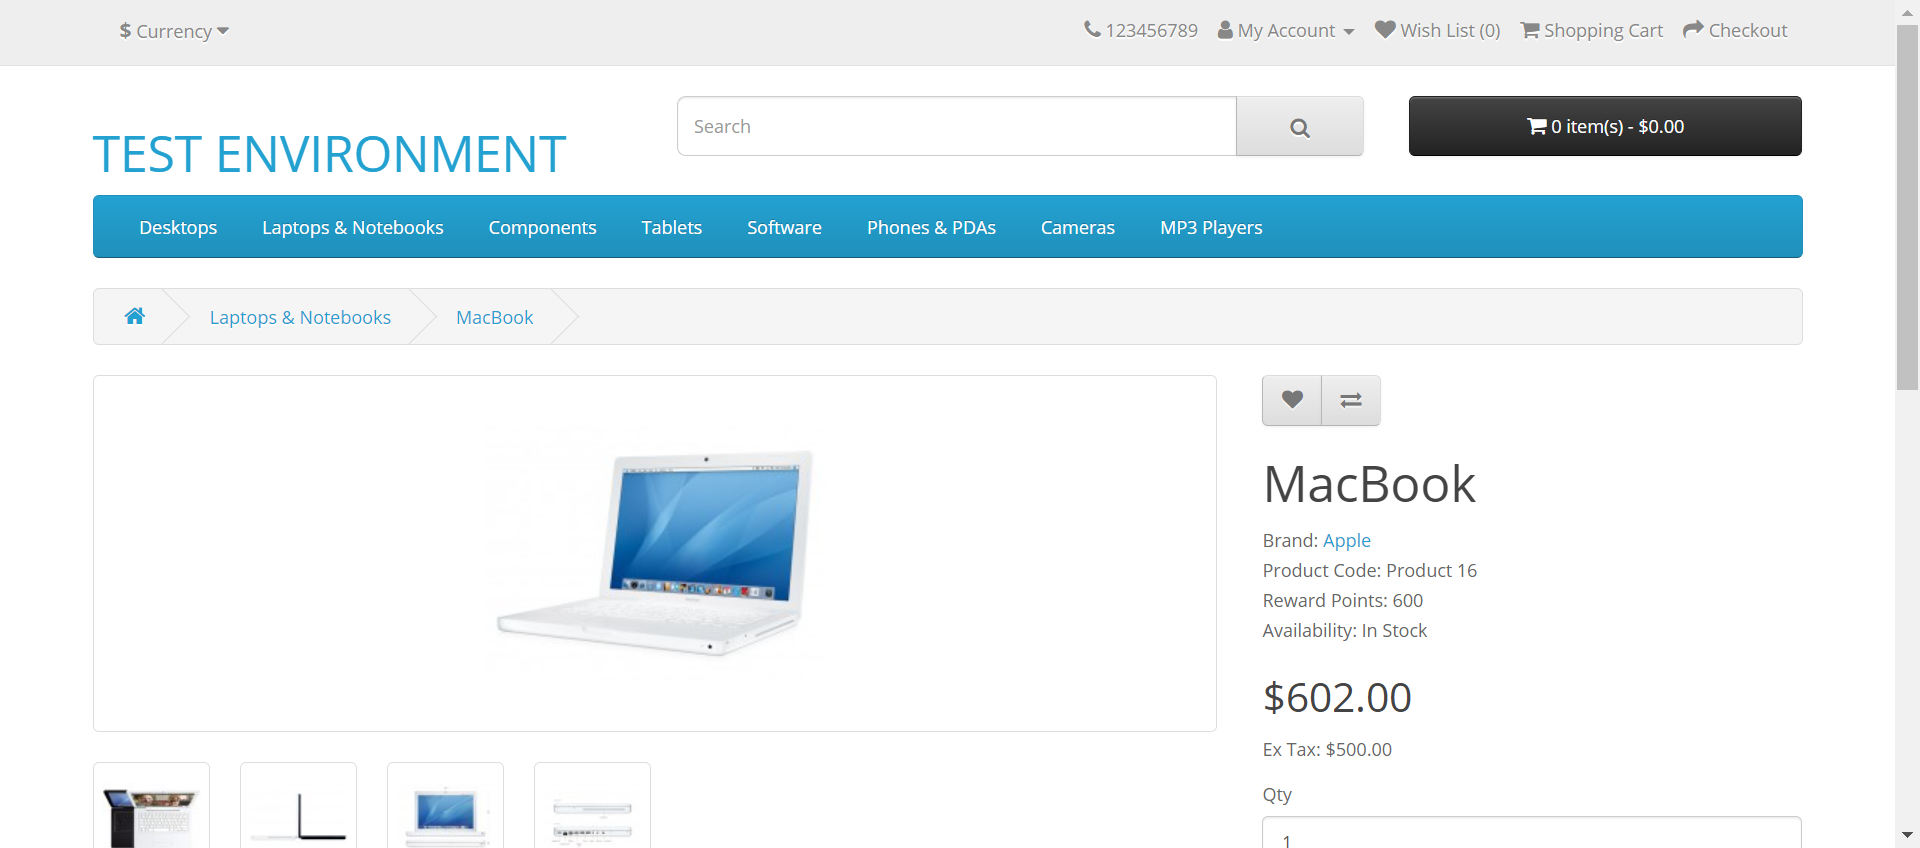 $ Currency
123456789 My Account Wish List (0) Shopping Cart Checkout
TEST ENVIRONMENT
Search
0 item(s) - $0.00
Desktops Laptops & Notebooks Components Tablets Software Phones & PDAs Cameras MP3 Players
Laptops & Notebooks MacBook
MacBook
Brand: Apple
Product Code: Product 16
Reward Points: 600
Availability: In Stock
$602.00
Ex Tax: $500.00
Qty
1